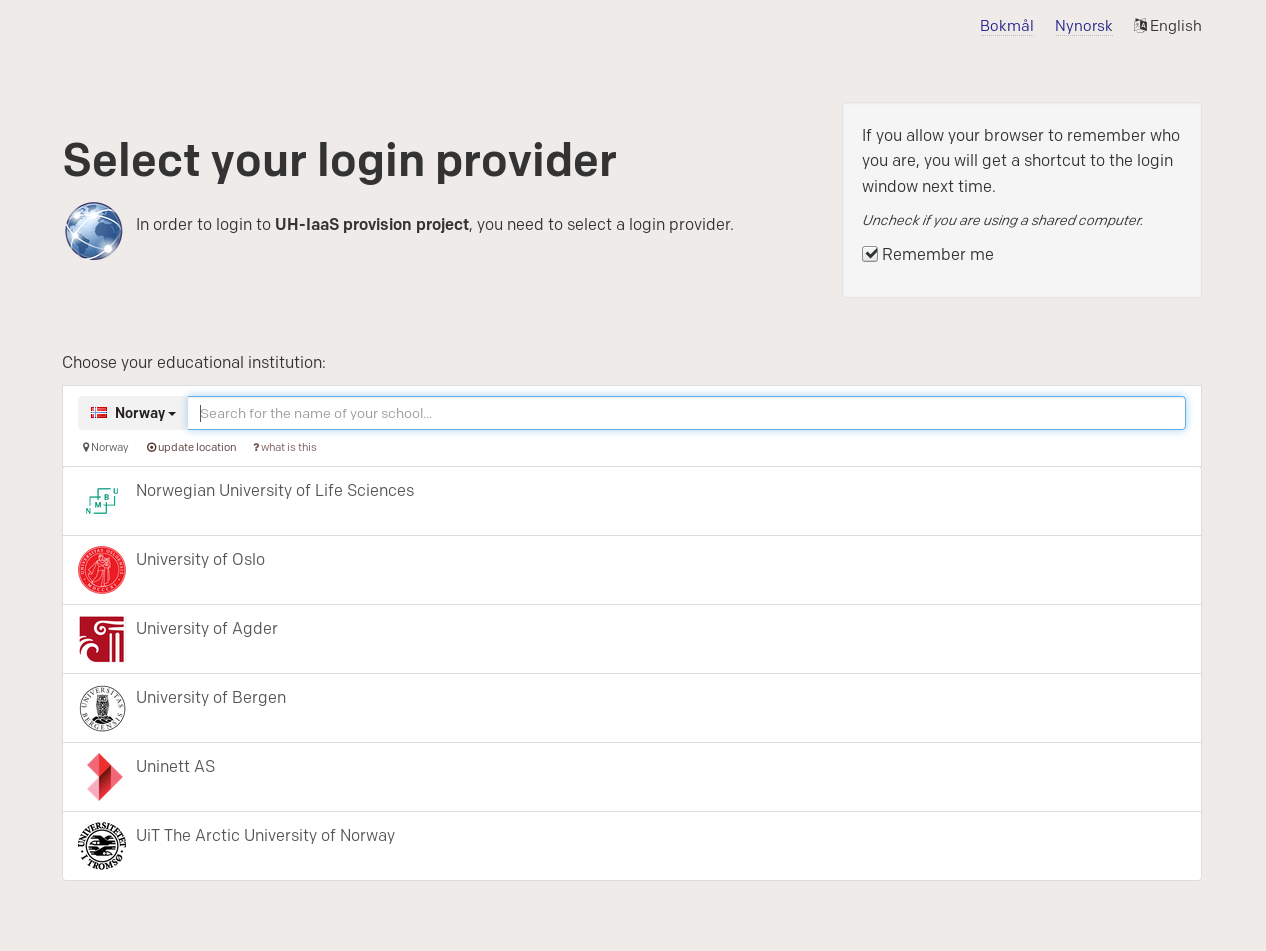 Bokmål Nynorsk English
Select your login provider
In order to login to UH-IaaS provision project, you need to select a login provider.
If you allow your browser to remember who
you are, you will get a shortcut to the login
window next time.
Uncheck if you are using a shared computer.
Remember me
Choose your educational institution:
Norway Search for the name of your school...
Norway update location ? what is this
N M B U
Norwegian University of Life Sciences
University of Oslo
University of Agder
UNIVERSITAS BERGENSIS
University of Bergen
Uninett AS
UNIVERSITETET I TROMSØ
UiT The Arctic University of Norway